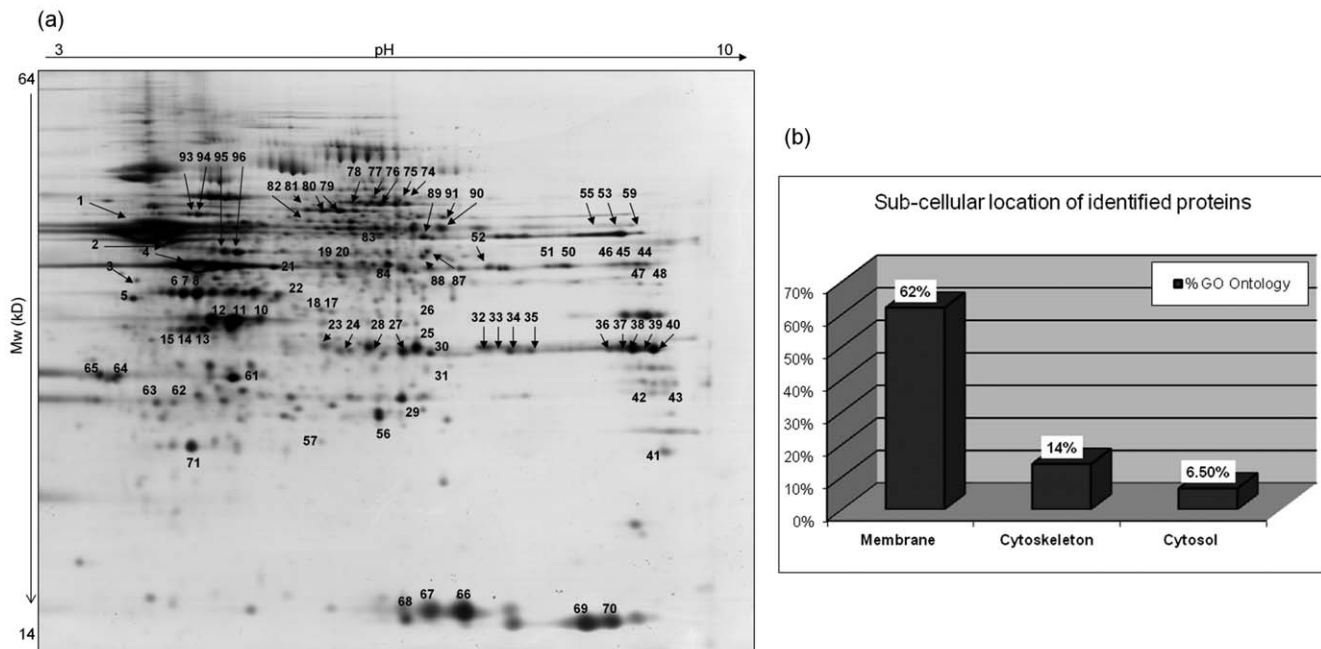 (a)
3 pH 10
64
Mw (kD)
14
93 94 95 96
78 77 76 75 74
82 81 80 79
89 91 90
55 53 59
1
2
83
4
19 20
52
51 50
46 45 44
3
21
84
88 87
47 48
6 7 8
22
5
18 17
26
12 11 10
15 14 13
23 24 28 27
25
30
32 33 34 35
36 37 38 39 40
65 64
61
31
63 62
42 43
29
56
57
71
41
68 67 66
69 70
(b)
Sub-cellular location of identified proteins
% GO Ontology
70%
60%
50%
40%
30%
20%
10%
0%
62%
14%
6.50%
Membrane Cytoskeleton Cytosol